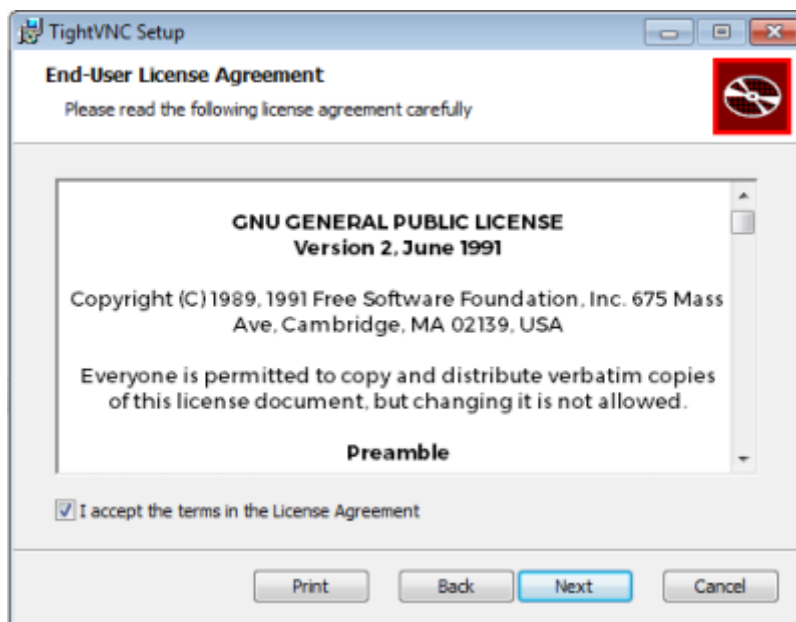 TightVNC Setup
End-User License Agreement
Please read the following license agreement carefully
GNU GENERAL PUBLIC LICENSE
Version 2, June 1991
Copyright (C) 1989, 1991 Free Software Foundation, Inc. 675 Mass
Ave, Cambridge, MA 02139, USA
Everyone is permitted to copy and distribute verbatim copies
of this license document, but changing it is not allowed.
Preamble
I accept the terms in the License Agreement
Print Back Next Cancel